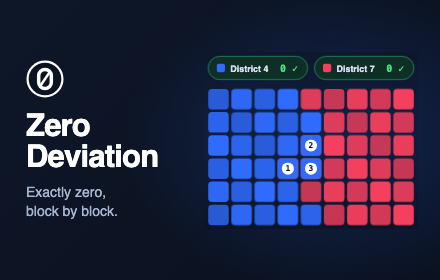 0
Zero
Deviation
Exactly zero,
block by block.
District 4 0 ✓
District 7 0 ✓
2
1 3